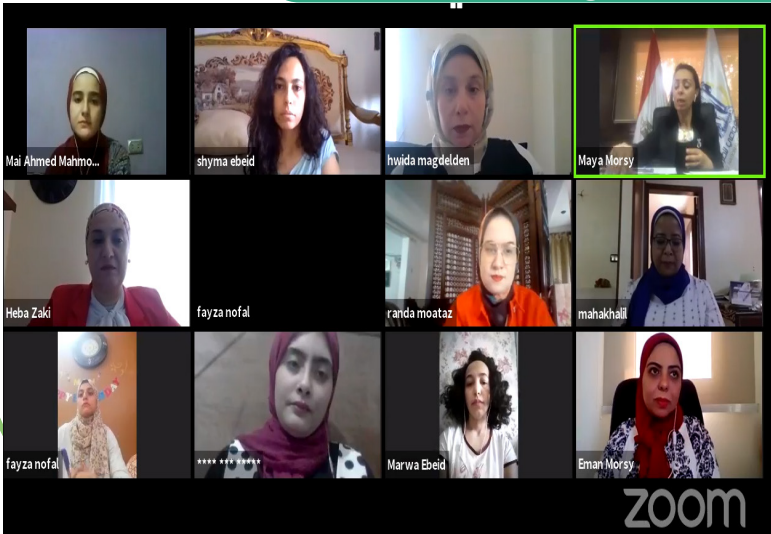 Mai Ahmed Mahmo...
shyma ebeid
hwida magdelden
Maya Morsy
Heba Zaki
fayza nofal
randa moataz
mahakhalil
fayza nofal
**** *** *****
Marwa Ebeid
Eman Morsy
zoom